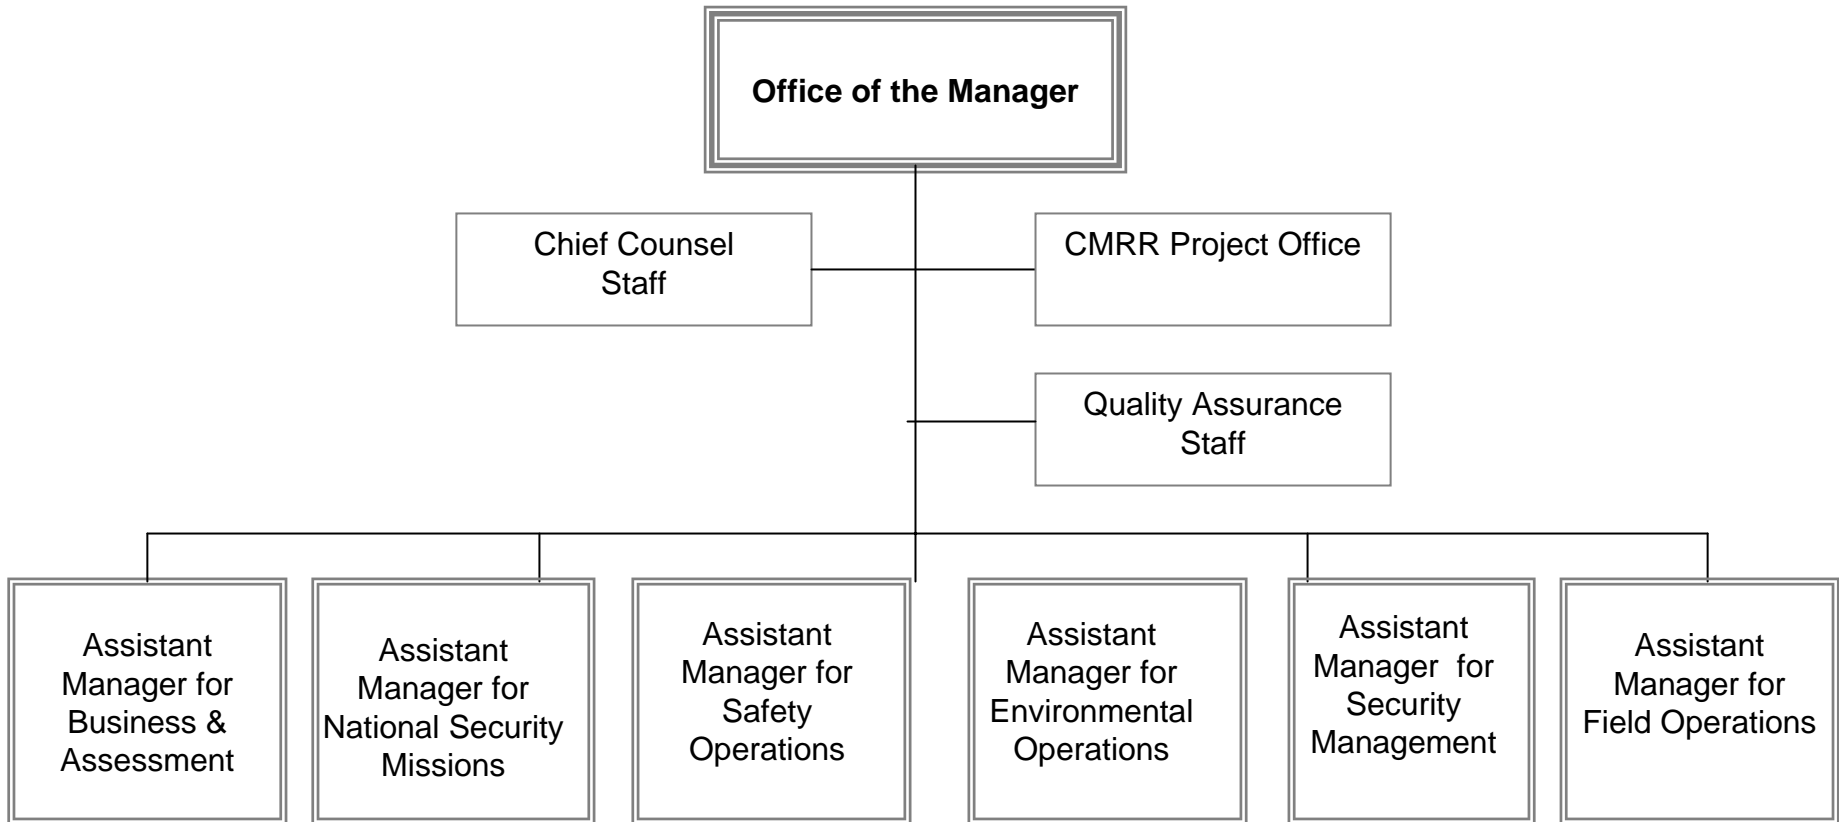 Office of the Manager
Chief Counsel
Staff
CMRR Project Office
Quality Assurance
Staff
Assistant
Manager for
Business &
Assessment
Assistant
Manager for
National Security
Missions
Assistant
Manager for
Safety
Operations
Assistant
Manager for
Environmental
Operations
Assistant
Manager  for
Security
Management
Assistant
Manager for
Field Operations